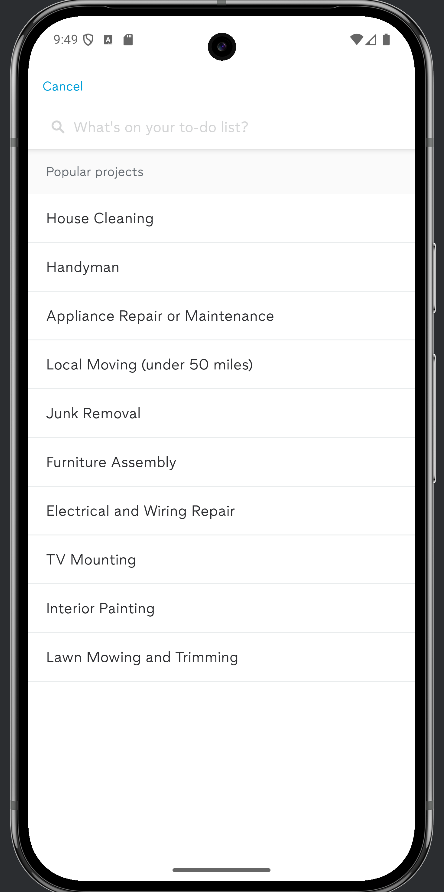 9:49
Cancel
What's on your to-do list?
Popular projects
House Cleaning
Handyman
Appliance Repair or Maintenance
Local Moving (under 50 miles)
Junk Removal
Furniture Assembly
Electrical and Wiring Repair
TV Mounting
Interior Painting
Lawn Mowing and Trimming